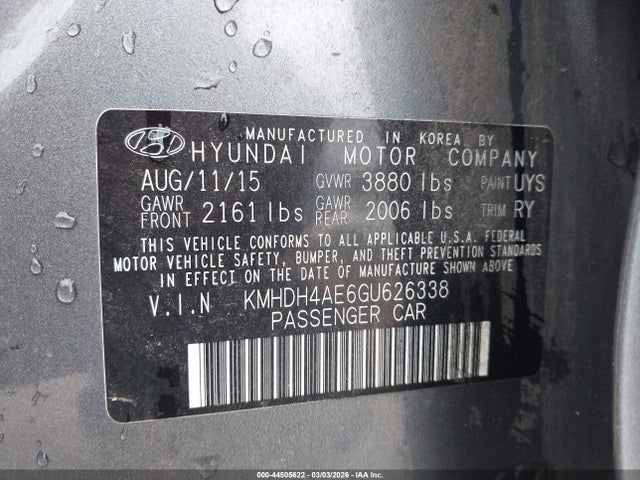 MANUFACTURED IN KOREA BY
HYUNDAI MOTOR COMPANY
AUG/11/15 GVWR 3880 lbs PAINT UYS
GAWR FRONT 2161 lbs GAWR REAR 2006 lbs TRIM RY
THIS VEHICLE CONFORMS TO ALL APPLICABLE U.S.A. FEDERAL
MOTOR VEHICLE SAFETY, BUMPER, AND THEFT PREVENTION STANDARDS
IN EFFECT ON THE DATE OF MANUFACTURE SHOWN ABOVE.
V.I.N KMHDH4AE6GU626338
PASSENGER CAR
000-44505622 - 03/03/2026 - IAA Inc.